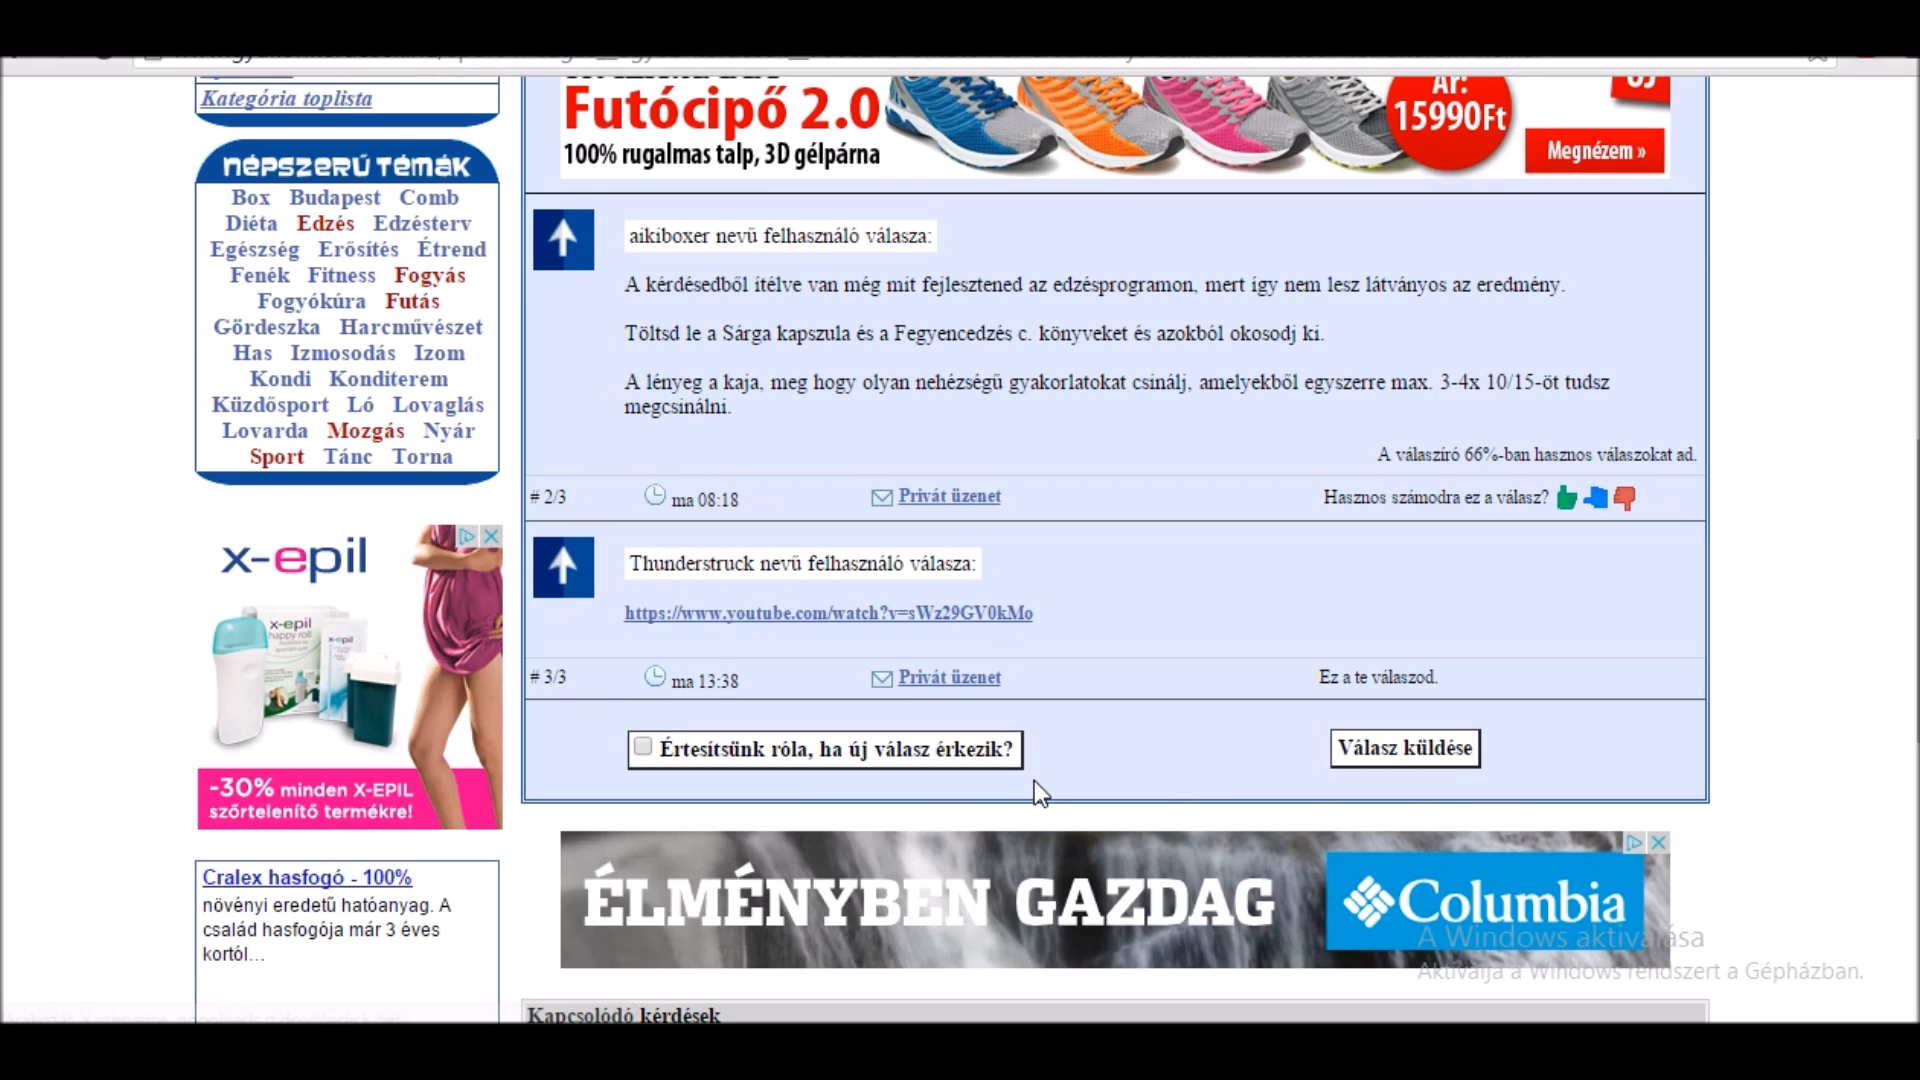 Kategória toplista
népszerű témák
Box Budapest Comb
Diéta Edzés Edzésterv
Egészség Erősítés Étrend
Fenék Fitness Fogyás
Fogyókúra Futás
Gördeszka Harcművészet
Has Izmosodás Izom
Kondi Konditerem
Küzdősport Ló Lovaglás
Lovarda Mozgás Nyár
Sport Tánc Torna
x-epil
x-epil
happy roll
x-epil
-30% minden X-EPIL
szőrtelenítő termékre!
Cralex hasfogó - 100%
növényi eredetű hatóanyag. A
család hasfogója már 3 éves
kortól...
Futócipő 2.0
100% rugalmas talp, 3D gélpárna
Ár:
15990Ft
Megnézem »
aikiboxer nevű felhasználó válasza:
A kérdésedből ítélve van még mit fejlesztened az edzésprogramon, mert így nem lesz látványos az eredmény.
Töltsd le a Sárga kapszula és a Fegyencedzés c. könyveket és azokból okosodj ki.
A lényeg a kaja, meg hogy olyan nehézségű gyakorlatokat csinálj, amelyekből egyszerre max. 3-4x 10/15-öt tudsz
megcsinálni.
A válaszíró 66%-ban hasznos válaszokat ad.
# 2/3 ma 08:18 Privát üzenet Hasznos számodra ez a válasz?
Thunderstruck nevű felhasználó válasza:
https://www.youtube.com/watch?v=sWz29GV0kMo
# 3/3 ma 13:38 Privát üzenet Ez a te válaszod.
Értesítsünk róla, ha új válasz érkezik? Válasz küldése
ÉLMÉNYBEN GAZDAG
Columbia
A Windows aktiválása
Aktiválja a Windows rendszert a Gépházban.
Kapcsolódó kérdések